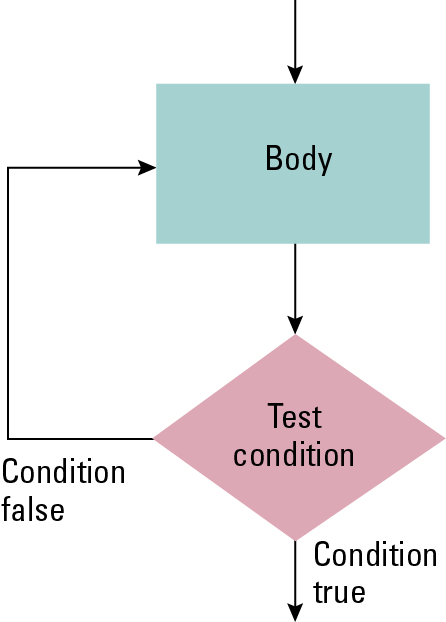 Body
Test
condition
Condition
false
Condition
true